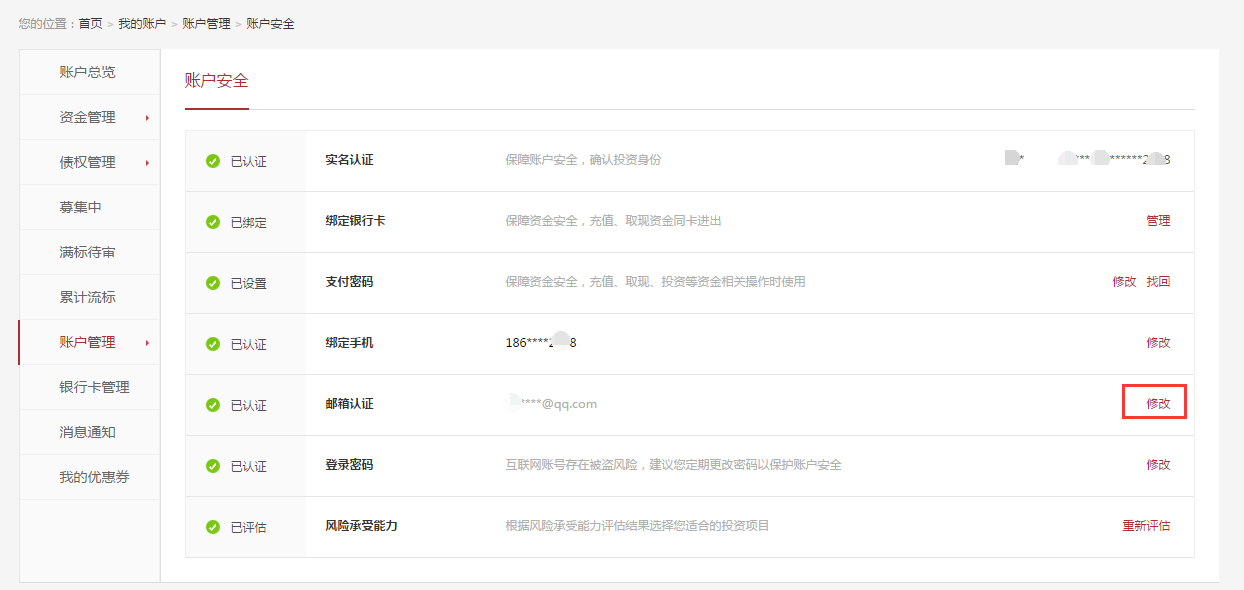 您的位置：首页 > 我的账户 > 账户管理 > 账户安全
账户总览
资金管理
债权管理
募集中
满标待审
累计流标
账户管理
银行卡管理
消息通知
我的优惠券
账户安全
已认证 实名认证 保障账户安全，确认投资身份 * *** ******2 8
已绑定 绑定银行卡 保障资金安全，充值、取现资金同卡进出 管理
已设置 支付密码 保障资金安全，充值、取现、投资等资金相关操作时使用 修改 找回
已认证 绑定手机 186****2 8 修改
已认证 邮箱认证 ****@qq.com 修改
已认证 登录密码 互联网账号存在被盗风险，建议您定期更改密码以保护账户安全 修改
已评估 风险承受能力 根据风险承受能力评估结果选择您适合的投资项目 重新评估